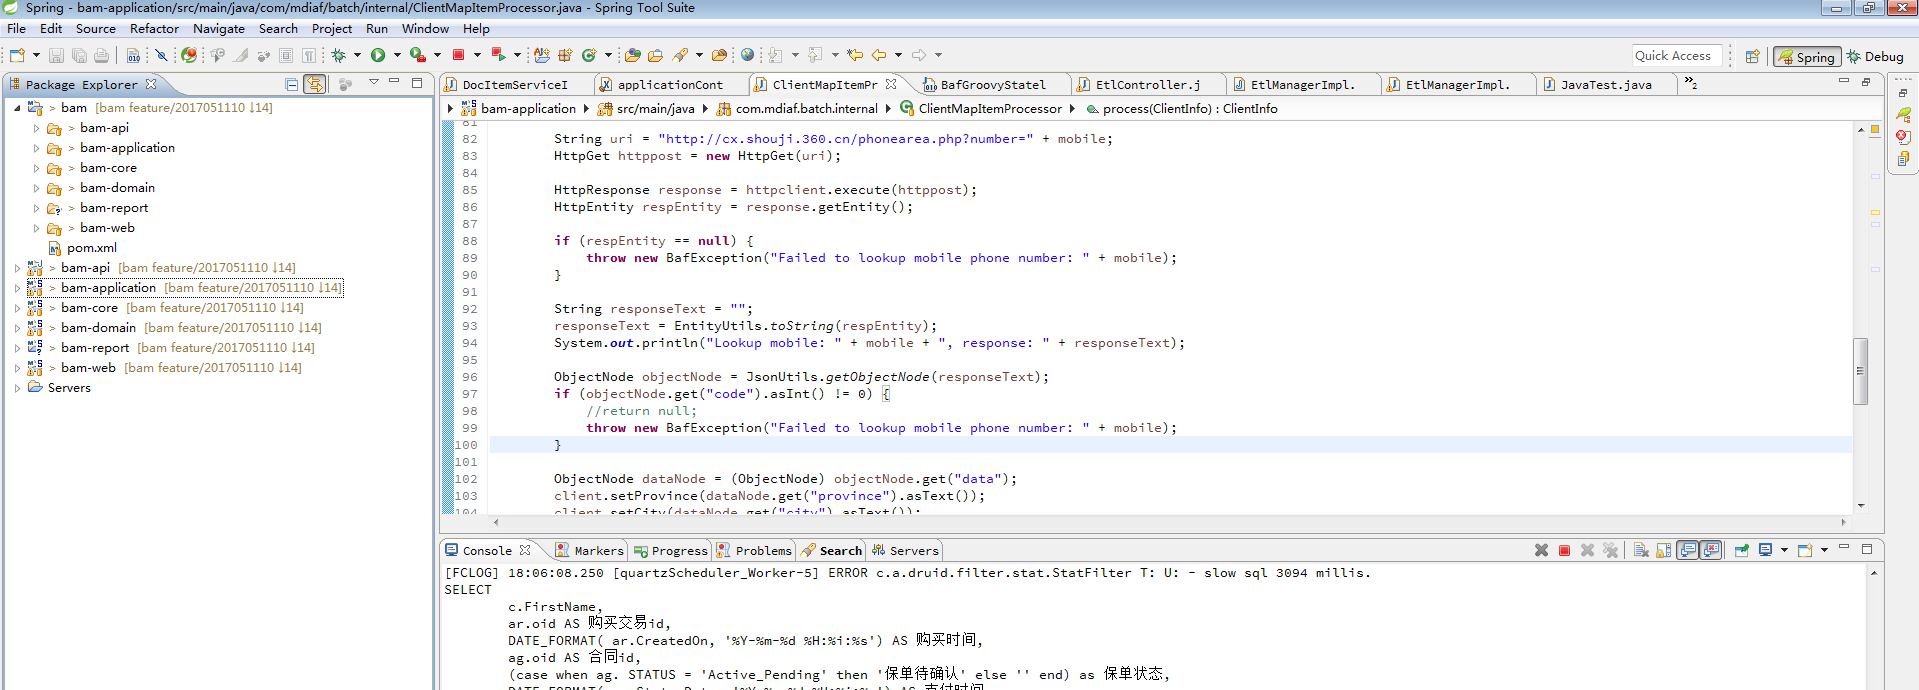 Spring - bam-application/src/main/java/com/mdiaf/batch/internal/ClientMapItemProcessor.java - Spring Tool Suite
File Edit Source Refactor Navigate Search Project Run Window Help
Quick Access Spring Debug
Package Explorer
bam [bam feature/2017051110 ↓14]
> bam-api
> bam-application
> bam-core
> bam-domain
> bam-report
> bam-web
pom.xml
> bam-api [bam feature/2017051110 ↓14]
> bam-application [bam feature/2017051110 ↓14]
> bam-core [bam feature/2017051110 ↓14]
> bam-domain [bam feature/2017051110 ↓14]
> bam-report [bam feature/2017051110 ↓14]
> bam-web [bam feature/2017051110 ↓14]
Servers
DocItemServiceI applicationCont ClientMapItemPr BafGroovyStatel EtlController.j EtlManagerImpl. EtlManagerImpl. JavaTest.java »2
bam-application src/main/java com.mdiaf.batch.internal ClientMapItemProcessor process(ClientInfo) : ClientInfo
81
82 String uri = "http://cx.shouji.360.cn/phonearea.php?number=" + mobile;
83 HttpGet httppost = new HttpGet(uri);
84
85 HttpResponse response = httpclient.execute(httppost);
86 HttpEntity respEntity = response.getEntity();
87
88 if (respEntity == null) {
89 throw new BafException("Failed to lookup mobile phone number: " + mobile);
90 }
91
92 String responseText = "";
93 responseText = EntityUtils.toString(respEntity);
94 System.out.println("Lookup mobile: " + mobile + ", response: " + responseText);
95
96 ObjectNode objectNode = JsonUtils.getObjectNode(responseText);
97 if (objectNode.get("code").asInt() != 0) {
98 //return null;
99 throw new BafException("Failed to lookup mobile phone number: " + mobile);
100 }
101
102 ObjectNode dataNode = (ObjectNode) objectNode.get("data");
103 client.setProvince(dataNode.get("province").asText());
104 client.setCity(dataNode.get("city").asText());
Console Markers Progress Problems Search Servers
[FCLOG] 18:06:08.250 [quartzScheduler_Worker-5] ERROR c.a.druid.filter.stat.StatFilter T: U: - slow sql 3094 millis.
SELECT
c.FirstName,
ar.oid AS 购买交易id,
DATE_FORMAT( ar.CreatedOn, '%Y-%m-%d %H:%i:%s') AS 购买时间,
ag.oid AS 合同id,
(case when ag. STATUS = 'Active_Pending' then '保单待确认' else '' end) as 保单状态,